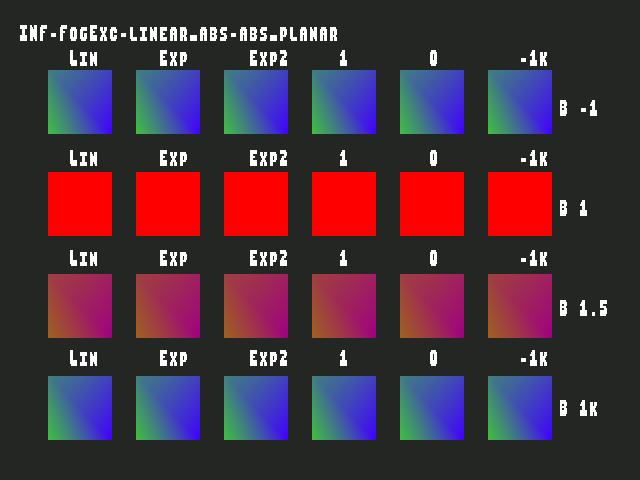 Inf-FogExc-linear_abs-abs_planar
Lin Exp Exp2 1 0 -1k
B -1
Lin Exp Exp2 1 0 -1k
B 1
Lin Exp Exp2 1 0 -1k
B 1.5
Lin Exp Exp2 1 0 -1k
B 1k